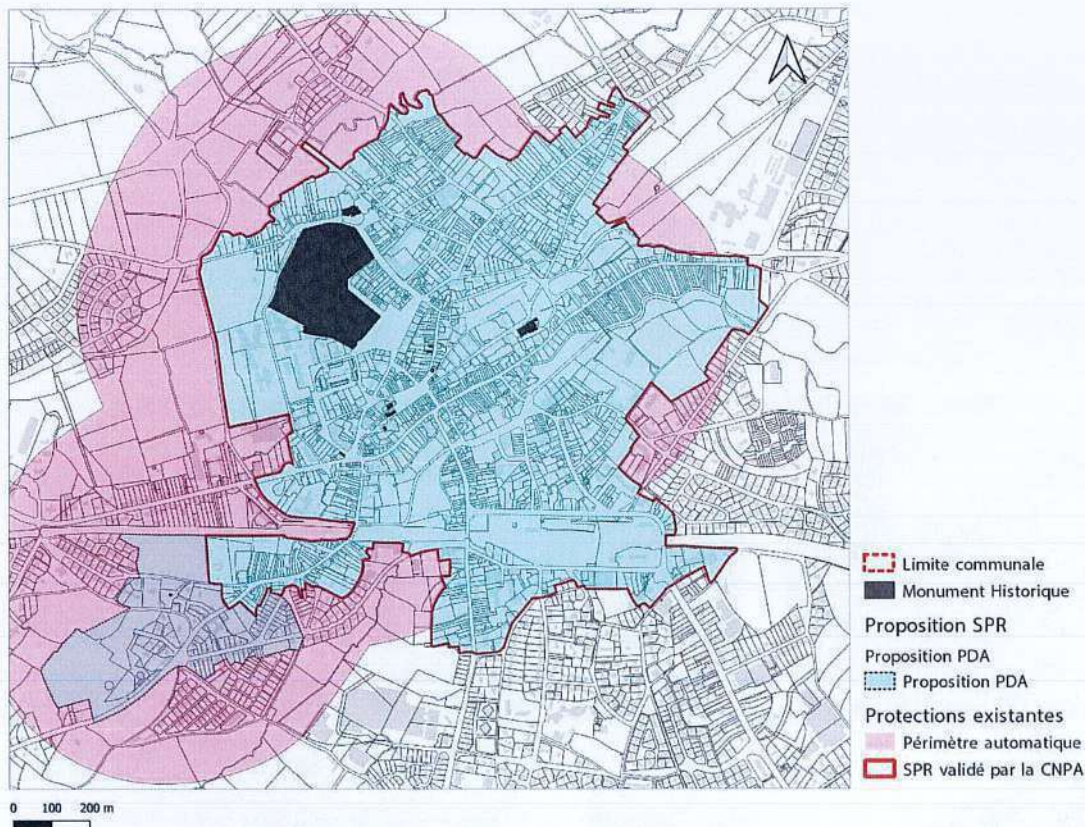 Limite communale
Monument Historique
Proposition SPR
Proposition PDA
Proposition PDA
Protections existantes
Périmètre automatique
SPR validé par la CNPA
0 100 200 m